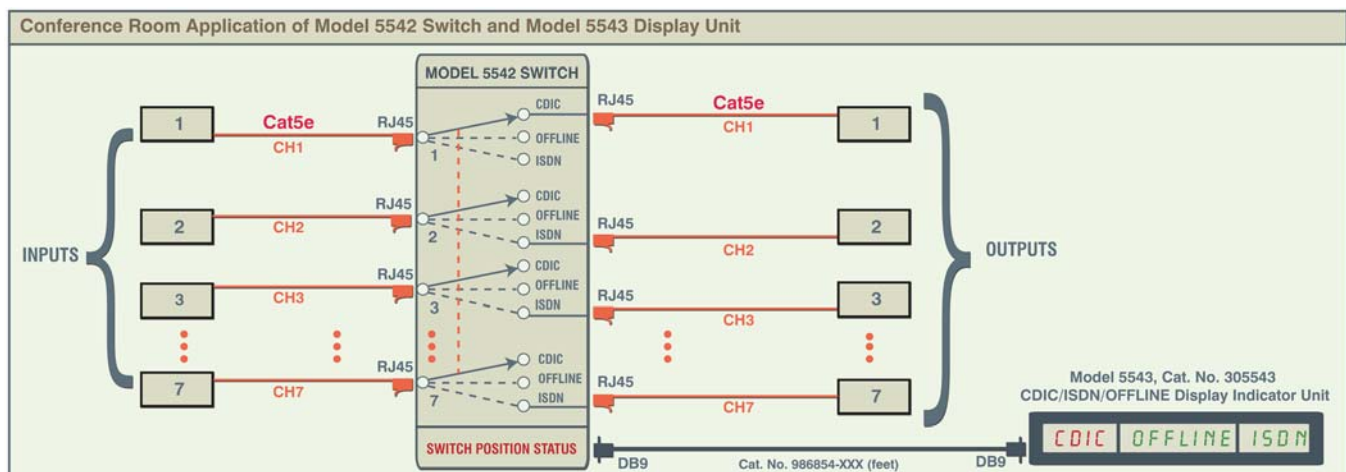 Conference Room Application of Model 5542 Switch and Model 5543 Display Unit
MODEL 5542 SWITCH
INPUTS
1
Cat5e
CH1
RJ45
1
CDIC
OFFLINE
ISDN
RJ45
Cat5e
CH1
1
2
CH2
RJ45
2
CDIC
OFFLINE
ISDN
RJ45
CH2
2
3
CH3
RJ45
3
CDIC
OFFLINE
ISDN
RJ45
CH3
3
7
CH7
RJ45
7
CDIC
OFFLINE
ISDN
RJ45
CH7
7
OUTPUTS
SWITCH POSITION STATUS
DB9
Cat. No. 986854-XXX (feet)
DB9
Model 5543, Cat. No. 305543
CDIC/ISDN/OFFLINE Display Indicator Unit
CDIC OFFLINE ISDN